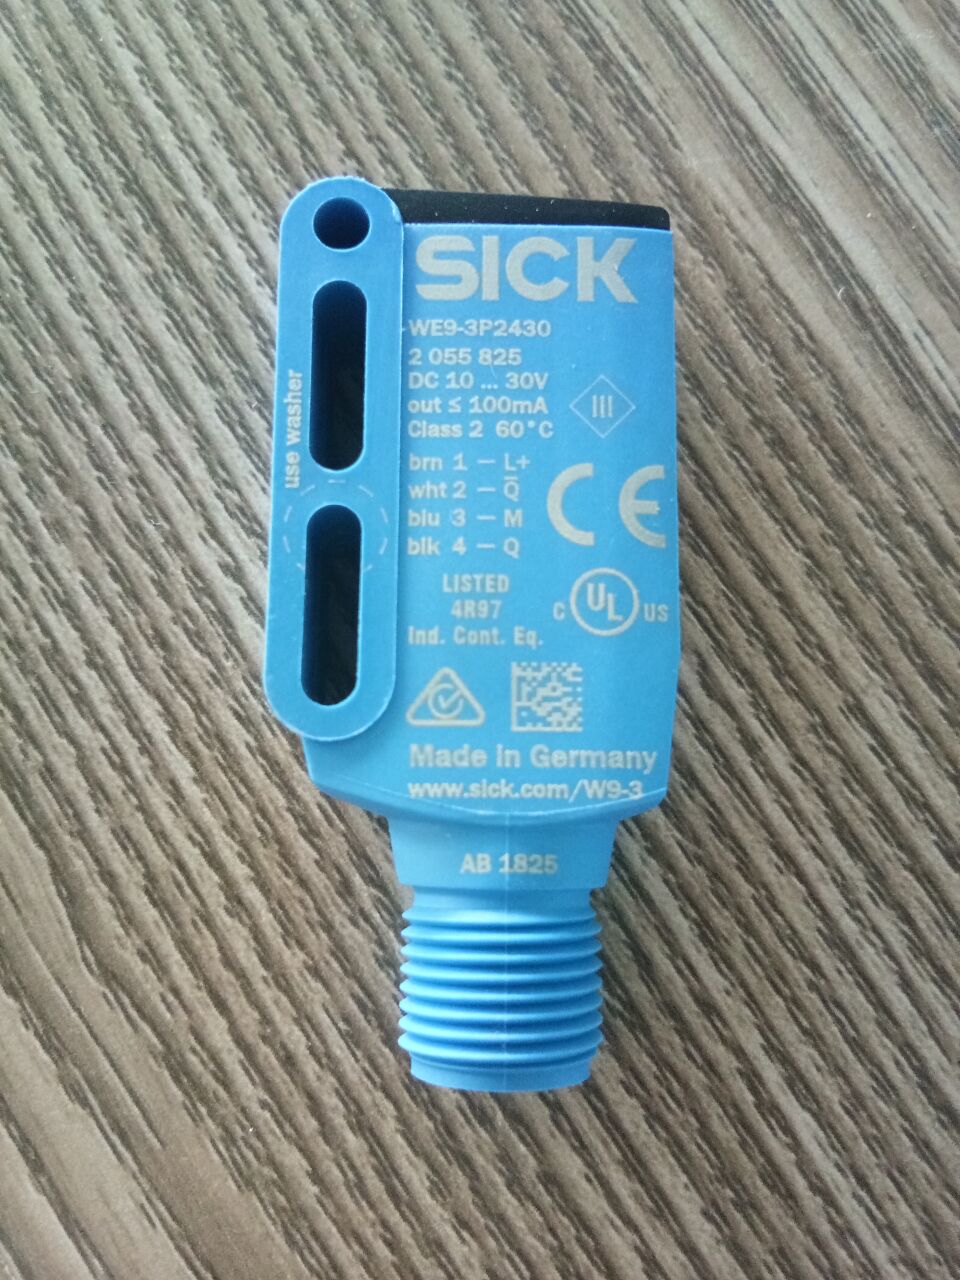 SICK
WE9-3P2430
2 055 825
DC 10 ... 30V
out ≤ 100mA
Class 2 60°C
III
use washer
brn 1 — L+
wht 2 — Q̅
blu 3 — M
blk 4 — Q
CE
LISTED
4R97
Ind. Cont. Eq.
C UL US
Made in Germany
www.sick.com/W9-3
AB 1825